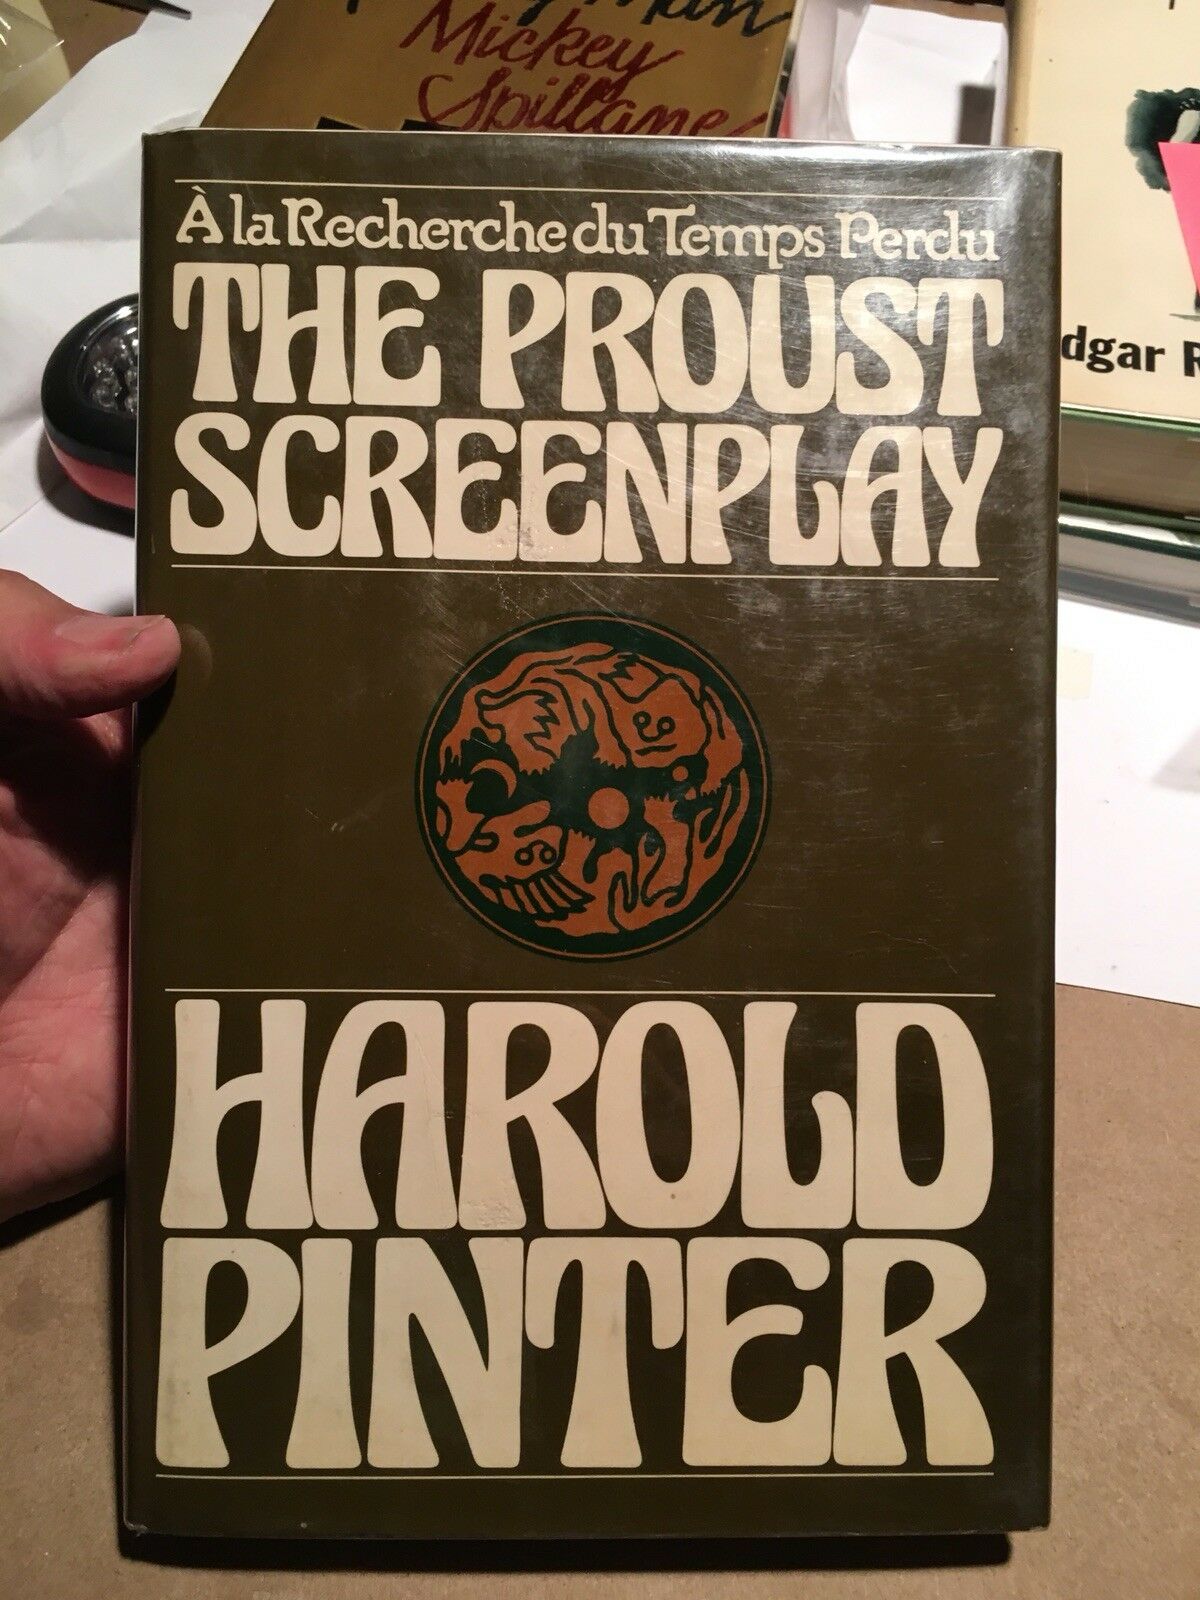 Mickey
Spillane
À la Recherche du Temps Perdu
THE PROUST
SCREENPLAY
dgar R
HAROLD
PINTER